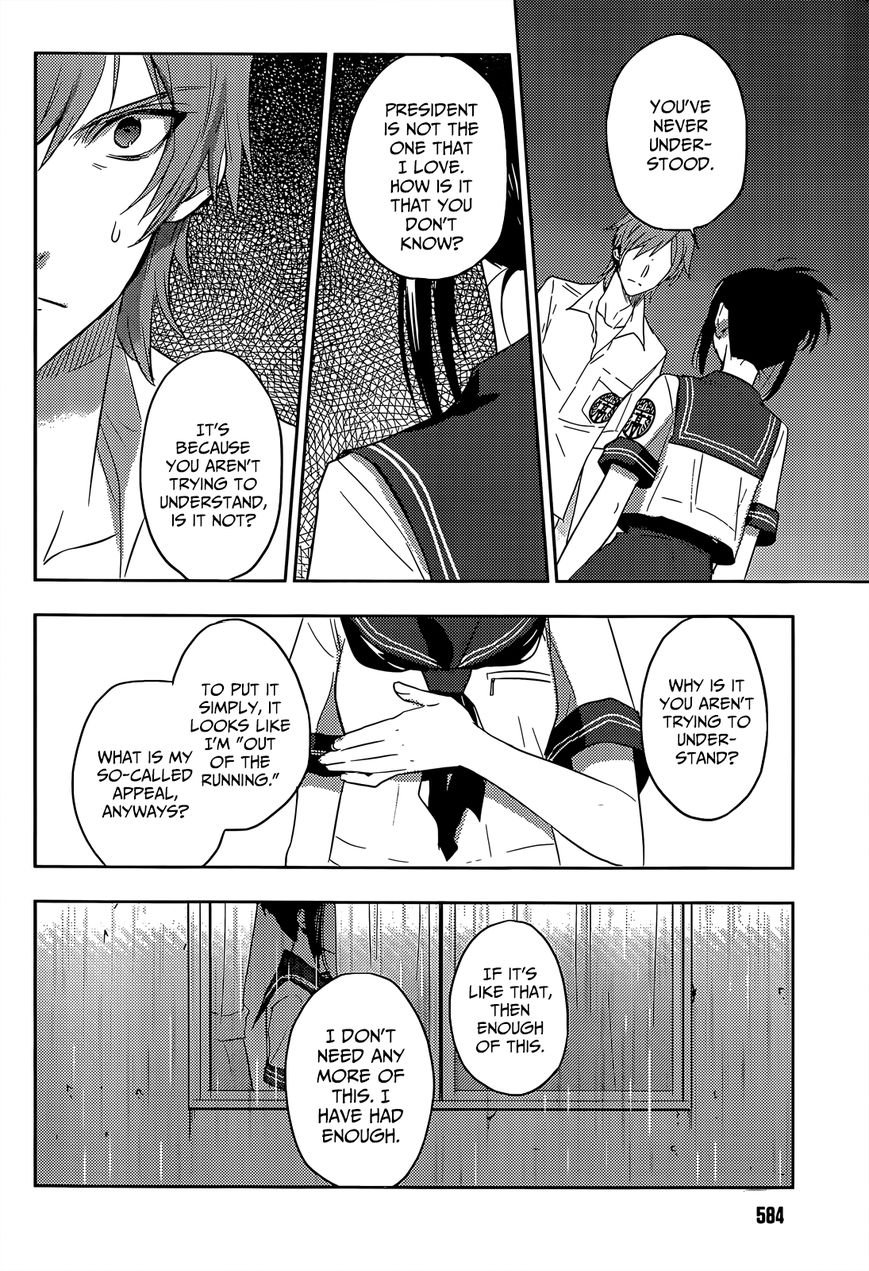 YOU'VE
NEVER
UNDER-
STOOD.
PRESIDENT
IS NOT THE
ONE THAT
I LOVE.
HOW IS IT
THAT YOU
DON'T
KNOW?
IT'S
BECAUSE
YOU AREN'T
TRYING TO
UNDERSTAND,
IS IT NOT?
WHY IS IT
YOU AREN'T
TRYING TO
UNDER-
STAND?
TO PUT IT
SIMPLY, IT
LOOKS LIKE
I'M "OUT
OF THE
RUNNING."
WHAT IS MY
SO-CALLED
APPEAL,
ANYWAYS?
IF IT'S
LIKE THAT,
THEN
ENOUGH
OF THIS.
I DON'T
NEED ANY
MORE OF
THIS. I
HAVE HAD
ENOUGH.
584